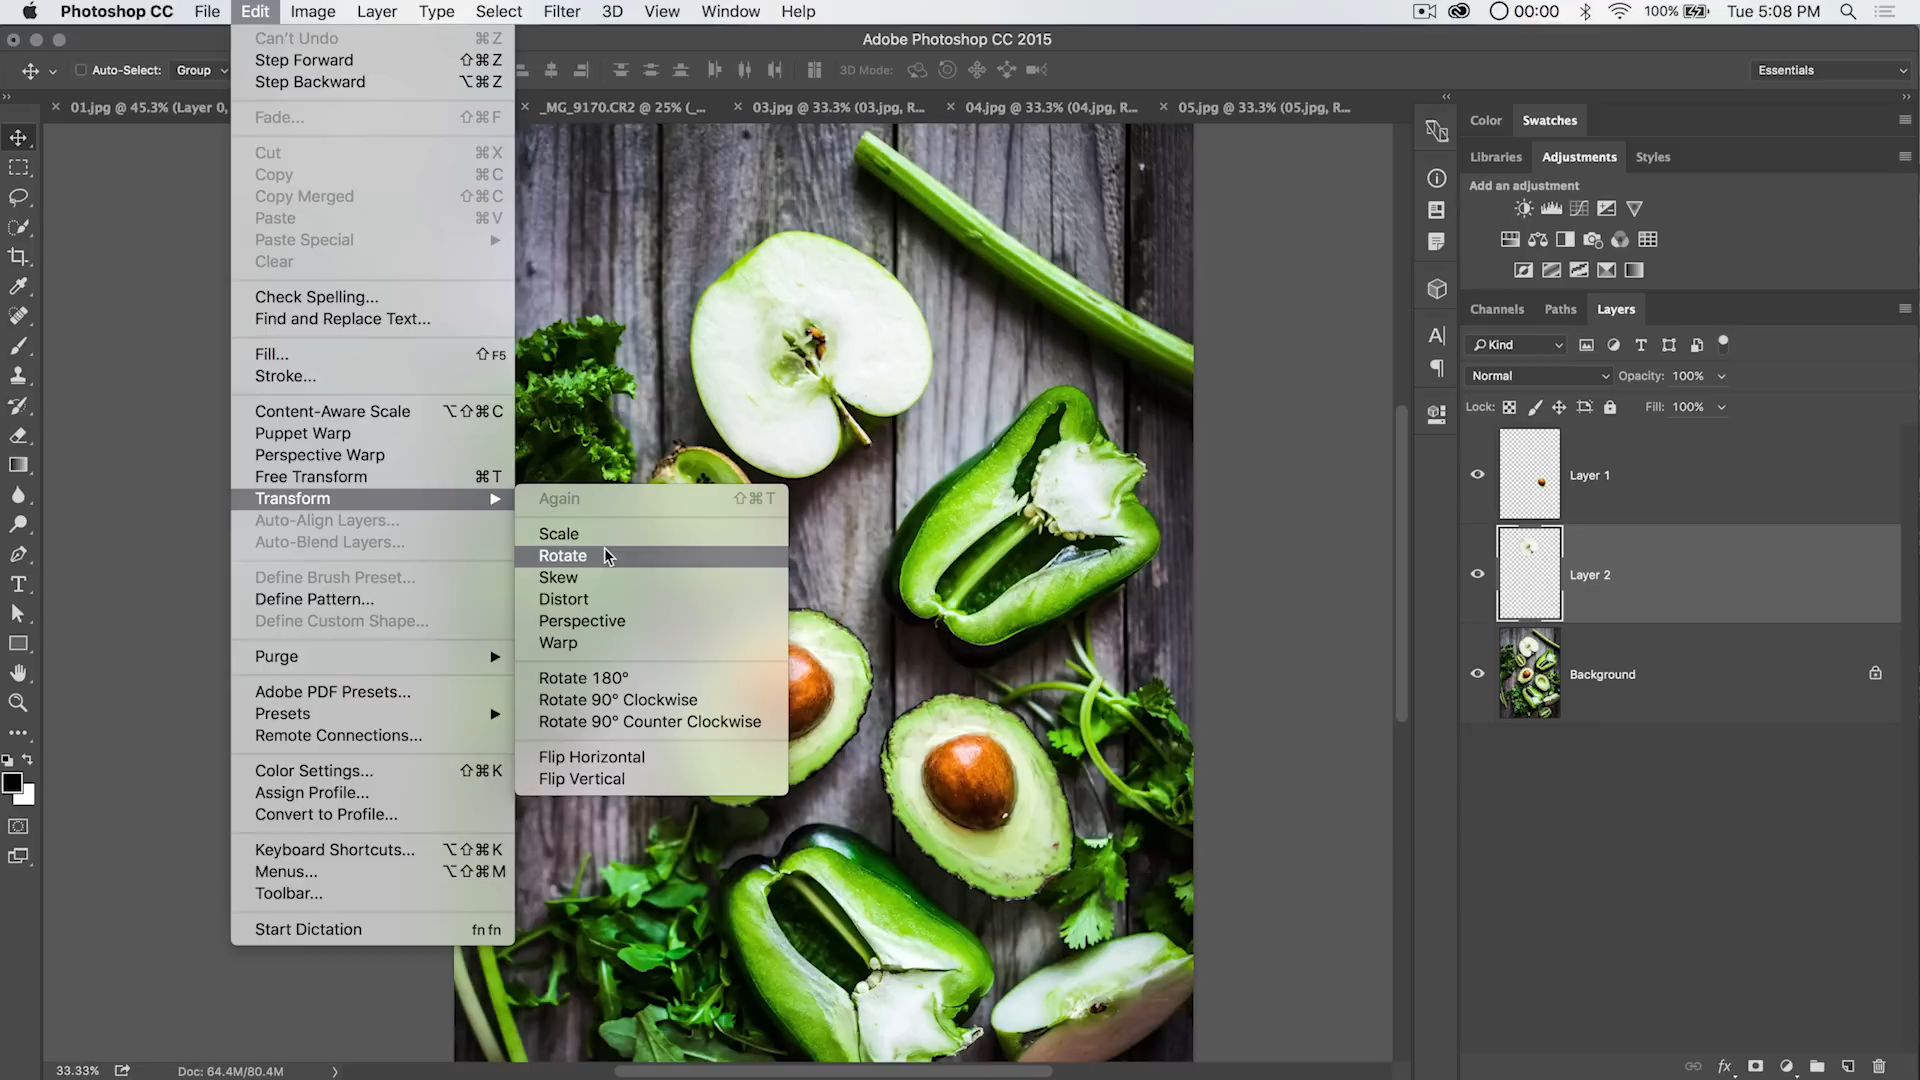 Photoshop CC File Edit Image Layer Type Select Filter 3D View Window Help 00:00 100% Tue 5:08 PM
Adobe Photoshop CC 2015
Auto-Select: Group 3D Mode: Essentials
01.jpg @ 45.3% (Layer 0, _MG_9170.CR2 @ 25% (_... 03.jpg @ 33.3% (03.jpg, R... 04.jpg @ 33.3% (04.jpg, R... 05.jpg @ 33.3% (05.jpg, R...
Can't Undo ⌘Z
Step Forward ⇧⌘Z
Step Backward ⌥⌘Z
Fade... ⇧⌘F
Cut ⌘X
Copy ⌘C
Copy Merged ⇧⌘C
Paste ⌘V
Paste Special
Clear
Check Spelling...
Find and Replace Text...
Fill... ⇧F5
Stroke...
Content-Aware Scale ⌥⇧⌘C
Puppet Warp
Perspective Warp
Free Transform ⌘T
Transform
Auto-Align Layers...
Auto-Blend Layers...
Define Brush Preset...
Define Pattern...
Define Custom Shape...
Purge
Adobe PDF Presets...
Presets
Remote Connections...
Color Settings... ⇧⌘K
Assign Profile...
Convert to Profile...
Keyboard Shortcuts... ⌥⇧⌘K
Menus... ⌥⇧⌘M
Toolbar...
Start Dictation fn fn
Again ⇧⌘T
Scale
Rotate
Skew
Distort
Perspective
Warp
Rotate 180°
Rotate 90° Clockwise
Rotate 90° Counter Clockwise
Flip Horizontal
Flip Vertical
Color Swatches
Libraries Adjustments Styles
Add an adjustment
Channels Paths Layers
Kind
Normal Opacity: 100%
Lock: Fill: 100%
Layer 1
Layer 2
Background
33.33% Doc: 64.4M/80.4M